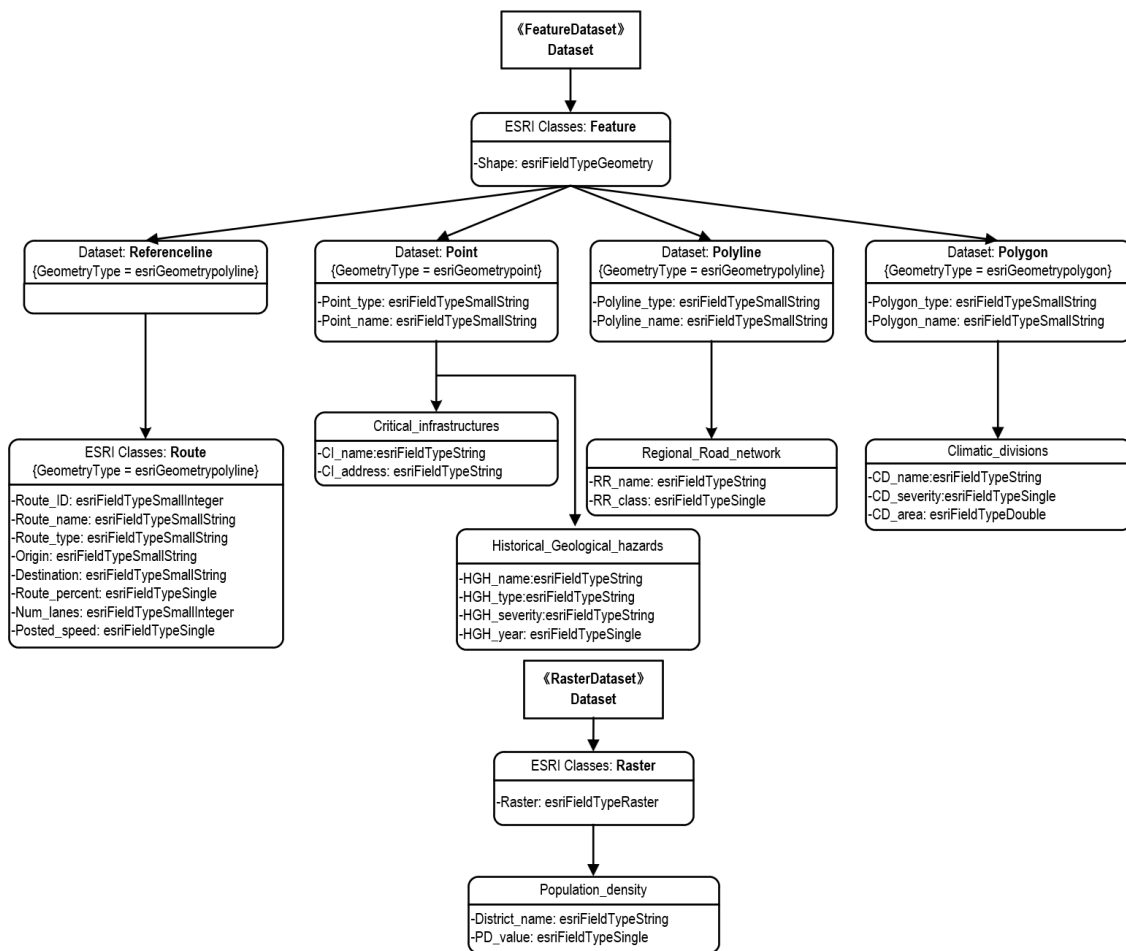 《FeatureDataset》
Dataset
ESRI Classes: Feature
-Shape: esriFieldTypeGeometry
Dataset: Referenceline
{GeometryType = esriGeometrypolyline}
Dataset: Point
{GeometryType = esriGeometrypoint}
-Point_type: esriFieldTypeSmallString
-Point_name: esriFieldTypeSmallString
Dataset: Polyline
{GeometryType = esriGeometrypolyline}
-Polyline_type: esriFieldTypeSmallString
-Polyline_name: esriFieldTypeSmallString
Dataset: Polygon
{GeometryType = esriGeometrypolygon}
-Polygon_type: esriFieldTypeSmallString
-Polygon_name: esriFieldTypeSmallString
ESRI Classes: Route
{GeometryType = esriGeometrypolyline}
-Route_ID: esriFieldTypeSmallInteger
-Route_name: esriFieldTypeSmallString
-Route_type: esriFieldTypeSmallString
-Origin: esriFieldTypeSmallString
-Destination: esriFieldTypeSmallString
-Route_percent: esriFieldTypeSingle
-Num_lanes: esriFieldTypeSmallInteger
-Posted_speed: esriFieldTypeSingle
Critical_infrastructures
-CI_name:esriFieldTypeString
-CI_address: esriFieldTypeString
Historical_Geological_hazards
-HGH_name:esriFieldTypeString
-HGH_type:esriFieldTypeString
-HGH_severity:esriFieldTypeString
-HGH_year: esriFieldTypeSingle
Regional_Road_network
-RR_name: esriFieldTypeString
-RR_class: esriFieldTypeSingle
Climatic_divisions
-CD_name:esriFieldTypeString
-CD_severity:esriFieldTypeSingle
-CD_area: esriFieldTypeDouble
《RasterDataset》
Dataset
ESRI Classes: Raster
-Raster: esriFieldTypeRaster
Population_density
-District_name: esriFieldTypeString
-PD_value: esriFieldTypeSingle